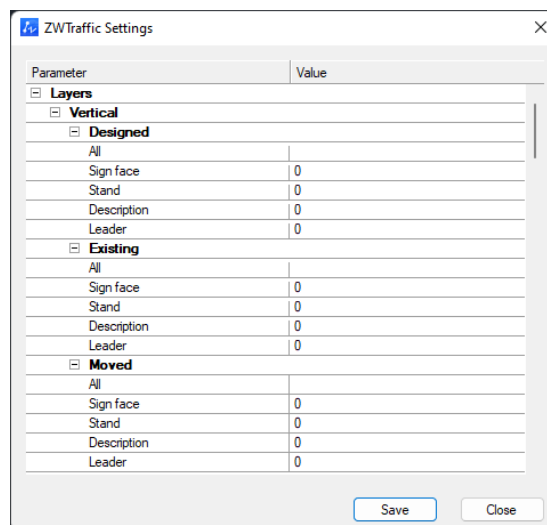 ZWTraffic Settings
Parameter Value
Layers
Vertical
Designed
All
Sign face 0
Stand 0
Description 0
Leader 0
Existing
All
Sign face 0
Stand 0
Description 0
Leader 0
Moved
All
Sign face 0
Stand 0
Description 0
Leader 0
Save Close